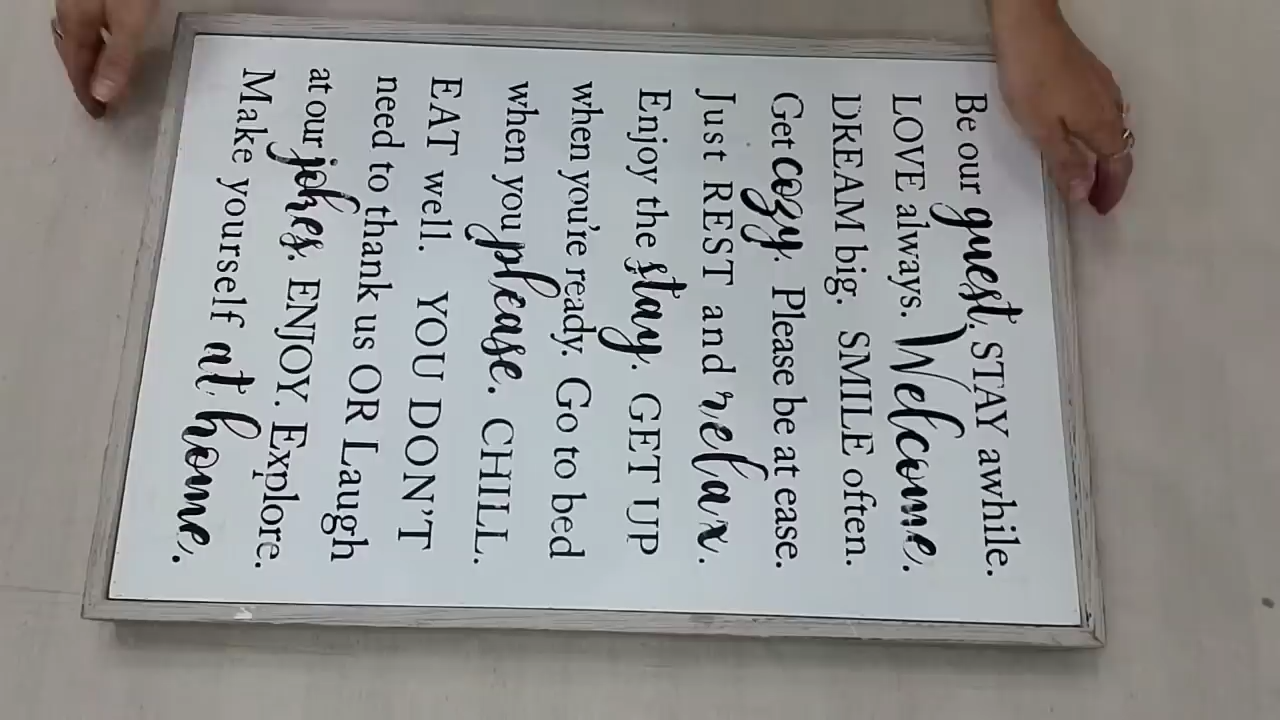 Be our guest. STAY awhile.
LOVE always. Welcome.
DREAM big. SMILE often.
Get cozy. Please be at ease.
Just REST and relax.
Enjoy the stay. GET UP
when you're ready. Go to bed
when you please. CHILL.
EAT well. YOU DON'T
need to thank us OR Laugh
at our jokes. ENJOY. Explore.
Make yourself at home.